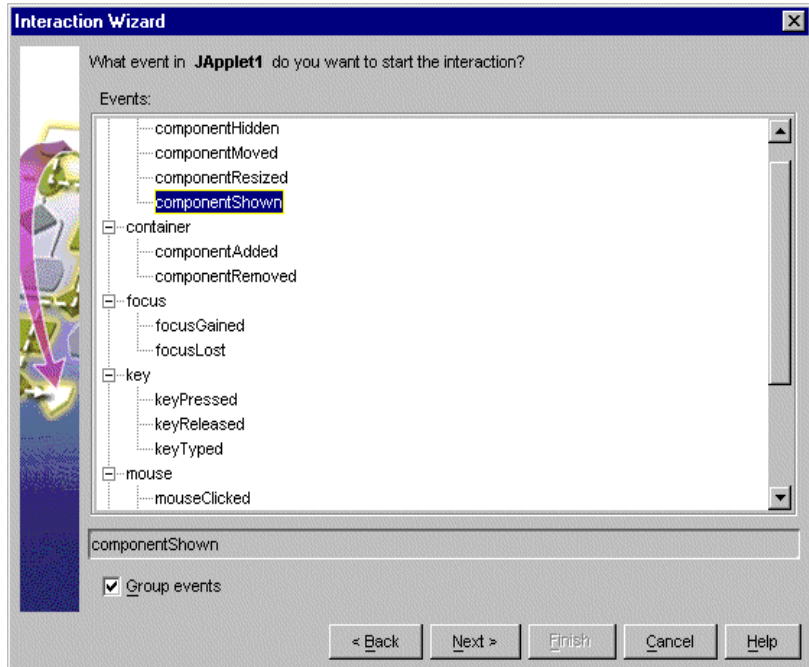 Interaction Wizard
What event in JApplet1 do you want to start the interaction?
Events:
componentHidden
componentMoved
componentResized
componentShown
container
componentAdded
componentRemoved
focus
focusGained
focusLost
key
keyPressed
keyReleased
keyTyped
mouse
mouseClicked
componentShown
Group events
< Back Next > Finish Cancel Help